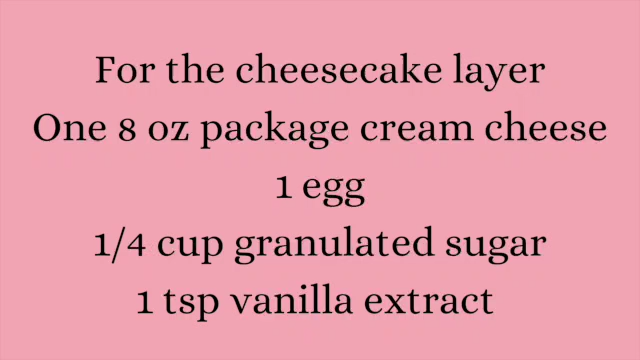 For the cheesecake layer
One 8 oz package cream cheese
1 egg
1/4 cup granulated sugar
1 tsp vanilla extract